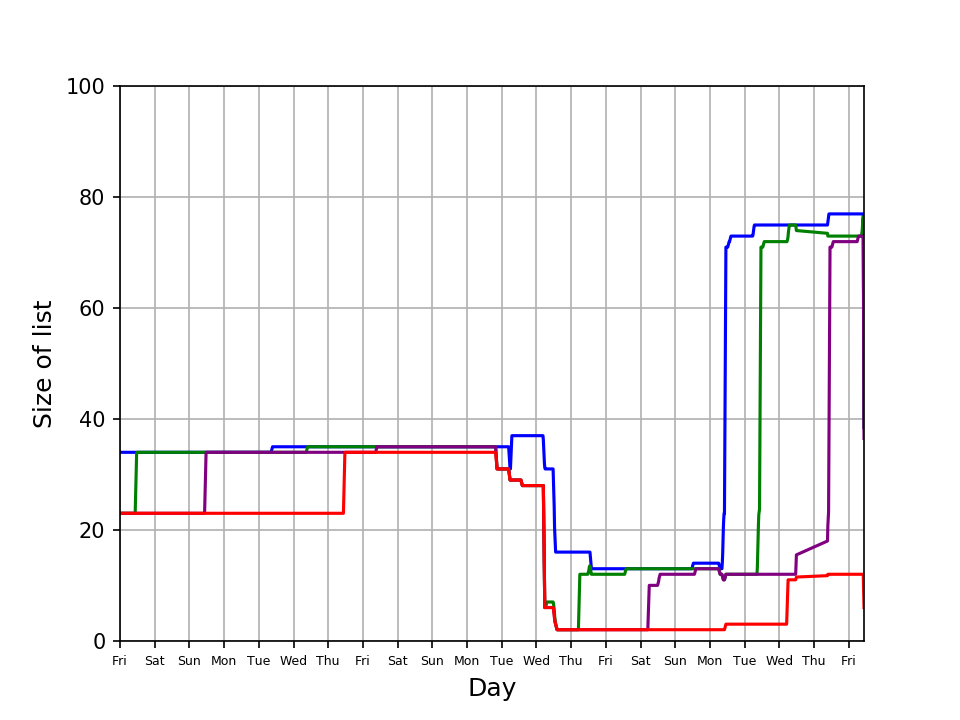 100
80
60
40
20
0
Size of list
Fri Sat Sun Mon Tue Wed Thu Fri Sat Sun Mon Tue Wed Thu Fri Sat Sun Mon Tue Wed Thu Fri
Day